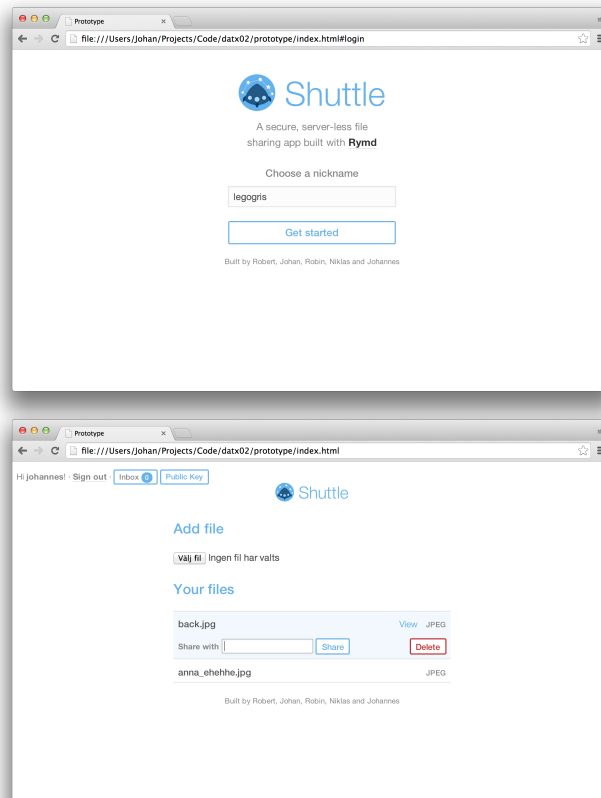 Prototype
file:///Users/Johan/Projects/Code/datx02/prototype/index.html#login
Shuttle
A secure, server-less file
sharing app built with Rymd
Choose a nickname
legogris
Get started
Built by Robert, Johan, Robin, Niklas and Johannes
Prototype
file:///Users/Johan/Projects/Code/datx02/prototype/index.html
Hi johannes! · Sign out · Inbox 0 Public Key
Shuttle
Add file
Välj fil Ingen fil har valts
Your files
back.jpg View JPEG
Share with Share Delete
anna_ehehhe.jpg JPEG
Built by Robert, Johan, Robin, Niklas and Johannes